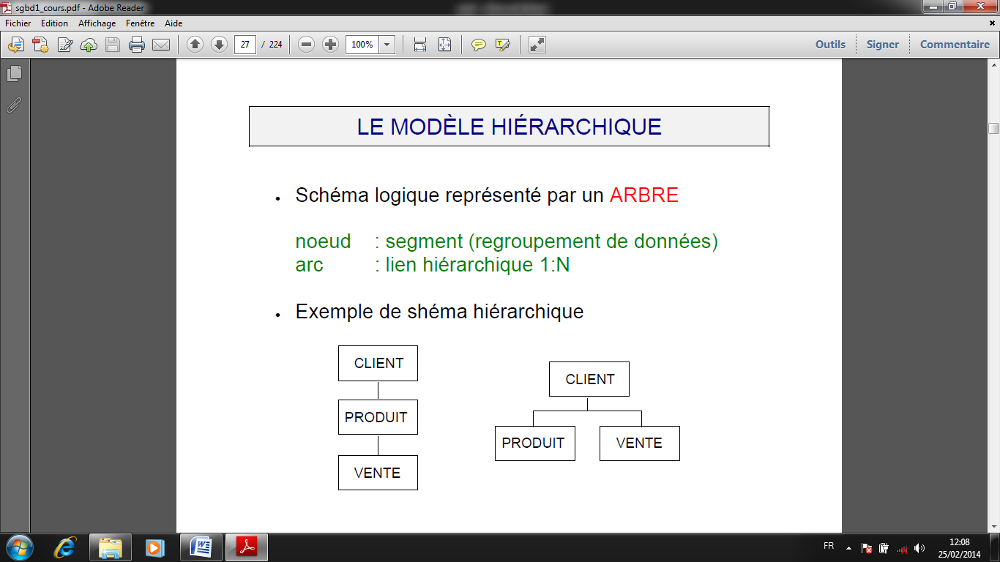 sgbd1_cours.pdf - Adobe Reader
Fichier Edition Affichage Fenêtre Aide
27 / 224 100% Outils Signer Commentaire
LE MODÈLE HIÉRARCHIQUE
• Schéma logique représenté par un ARBRE
noeud : segment (regroupement de données)
arc : lien hiérarchique 1:N
• Exemple de shéma hiérarchique
CLIENT
PRODUIT
VENTE
CLIENT
PRODUIT VENTE
FR 12:08
25/02/2014